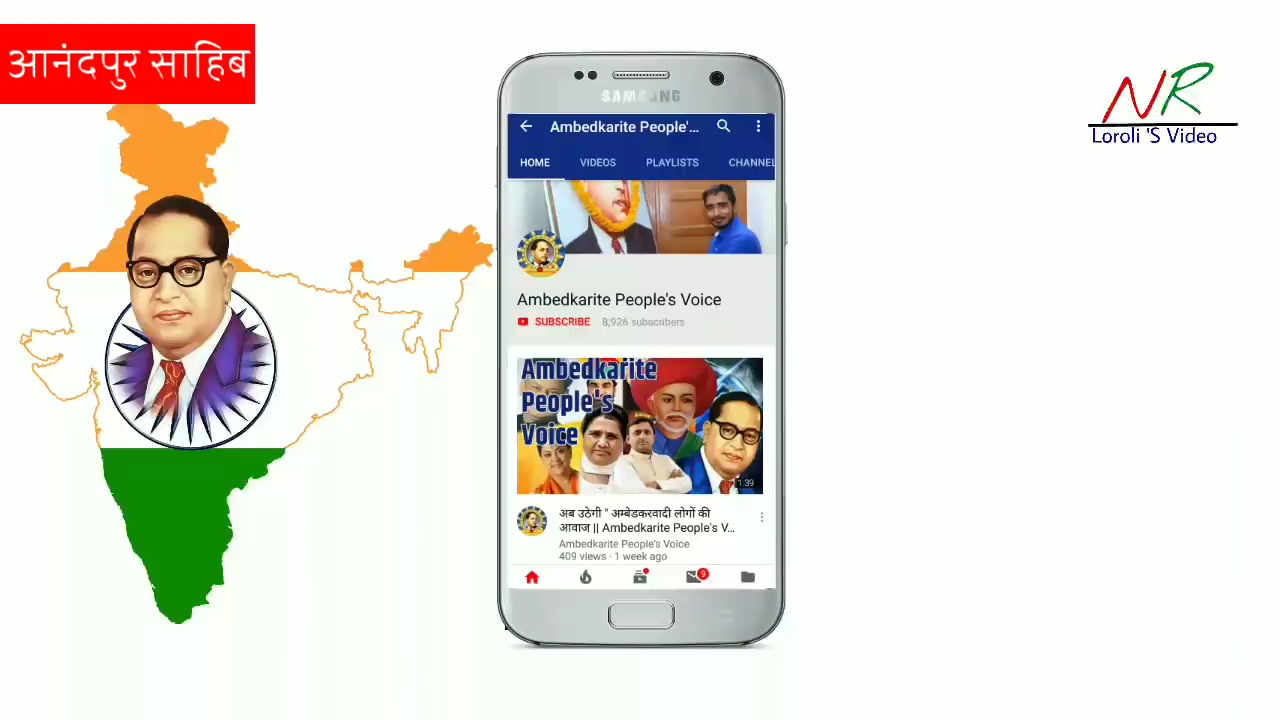 आनंदपुर साहिब
NR
Loroli 'S Video
SAMSUNG
Ambedkarite People'...
HOME VIDEOS PLAYLISTS CHANNEL
Ambedkarite People's Voice
SUBSCRIBE 8,926 subscribers
Ambedkarite
People's
Voice
1:39
अब उठेगी " अम्बेडकरवादी लोगों की
आवाज || Ambedkarite People's V...
Ambedkarite People's Voice
409 views · 1 week ago
9